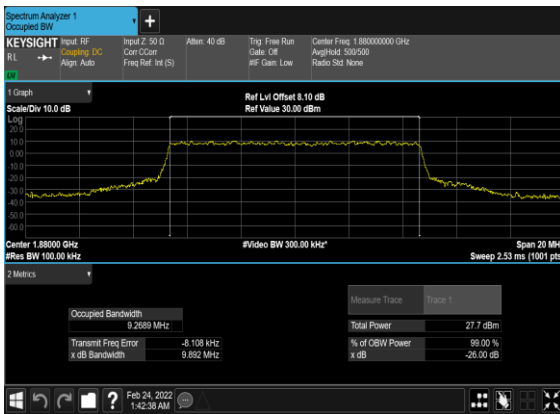 Spectrum Analyzer 1
Occupied BW
KEYSIGHT
RL
Input: RF
Coupling: DC
Align: Auto
Input Z: 50 Ω
Corr CCorr
Freq Ref: Int (S)
Atten: 40 dB
Trig: Free Run
Gate: Off
#IF Gain: Low
Center Freq: 1.880000000 GHz
Avg|Hold: 500/500
Radio Std: None
LV
1 Graph
Scale/Div 10.0 dB
Ref Lvl Offset 8.10 dB
Ref Value 30.00 dBm
Log
20.0
10.0
0.00
-10.0
-20.0
-30.0
-40.0
-50.0
-60.0
Center 1.88000 GHz
#Video BW 300.00 kHz*
Span 20 MH
#Res BW 100.00 kHz
Sweep 2.53 ms (1001 pts
2 Metrics
Measure Trace
Trace 1
Occupied Bandwidth
9.2689 MHz
Total Power
27.7 dBm
Transmit Freq Error
-8.108 kHz
% of OBW Power
99.00 %
x dB Bandwidth
9.892 MHz
x dB
-26.00 dB
Feb 24, 2022
1:42:38 AM